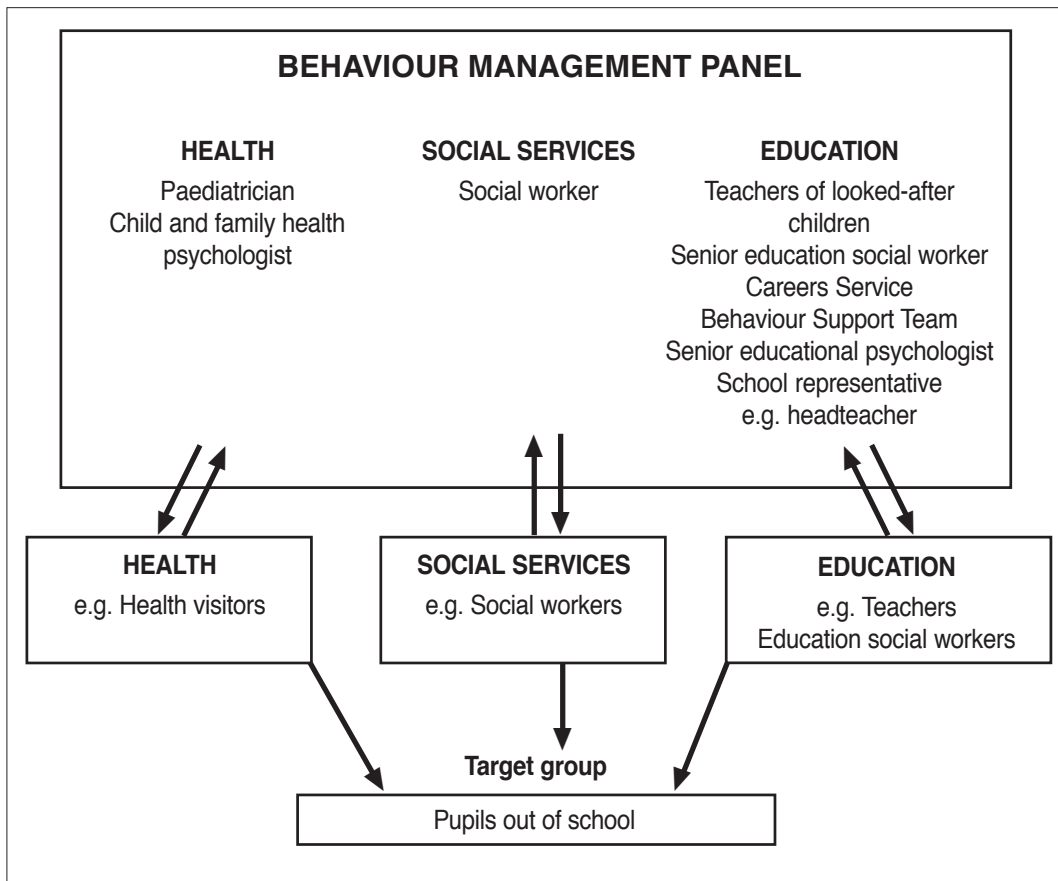 BEHAVIOUR MANAGEMENT PANEL
HEALTH
Paediatrician
Child and family health
psychologist
SOCIAL SERVICES
Social worker
EDUCATION
Teachers of looked-after
children
Senior education social worker
Careers Service
Behaviour Support Team
Senior educational psychologist
School representative
e.g. headteacher
HEALTH
e.g. Health visitors
SOCIAL SERVICES
e.g. Social workers
EDUCATION
e.g. Teachers
Education social workers
Target group
Pupils out of school